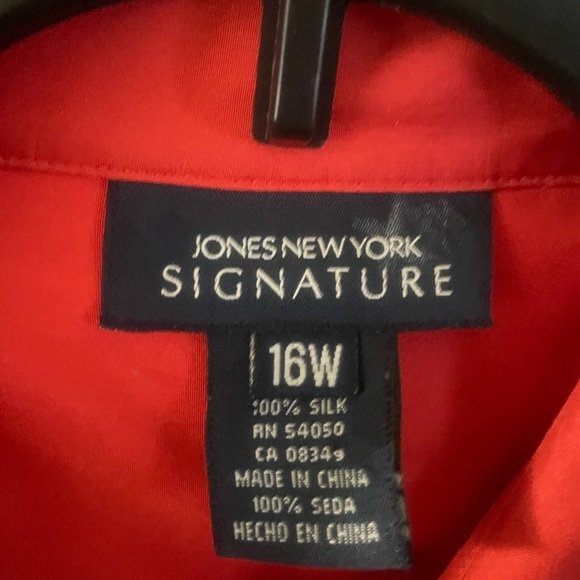 JONES NEW YORK
SIGNATURE
16W
100% SILK
RN 54050
CA 08349
MADE IN CHINA
100% SEDA
HECHO EN CHINA